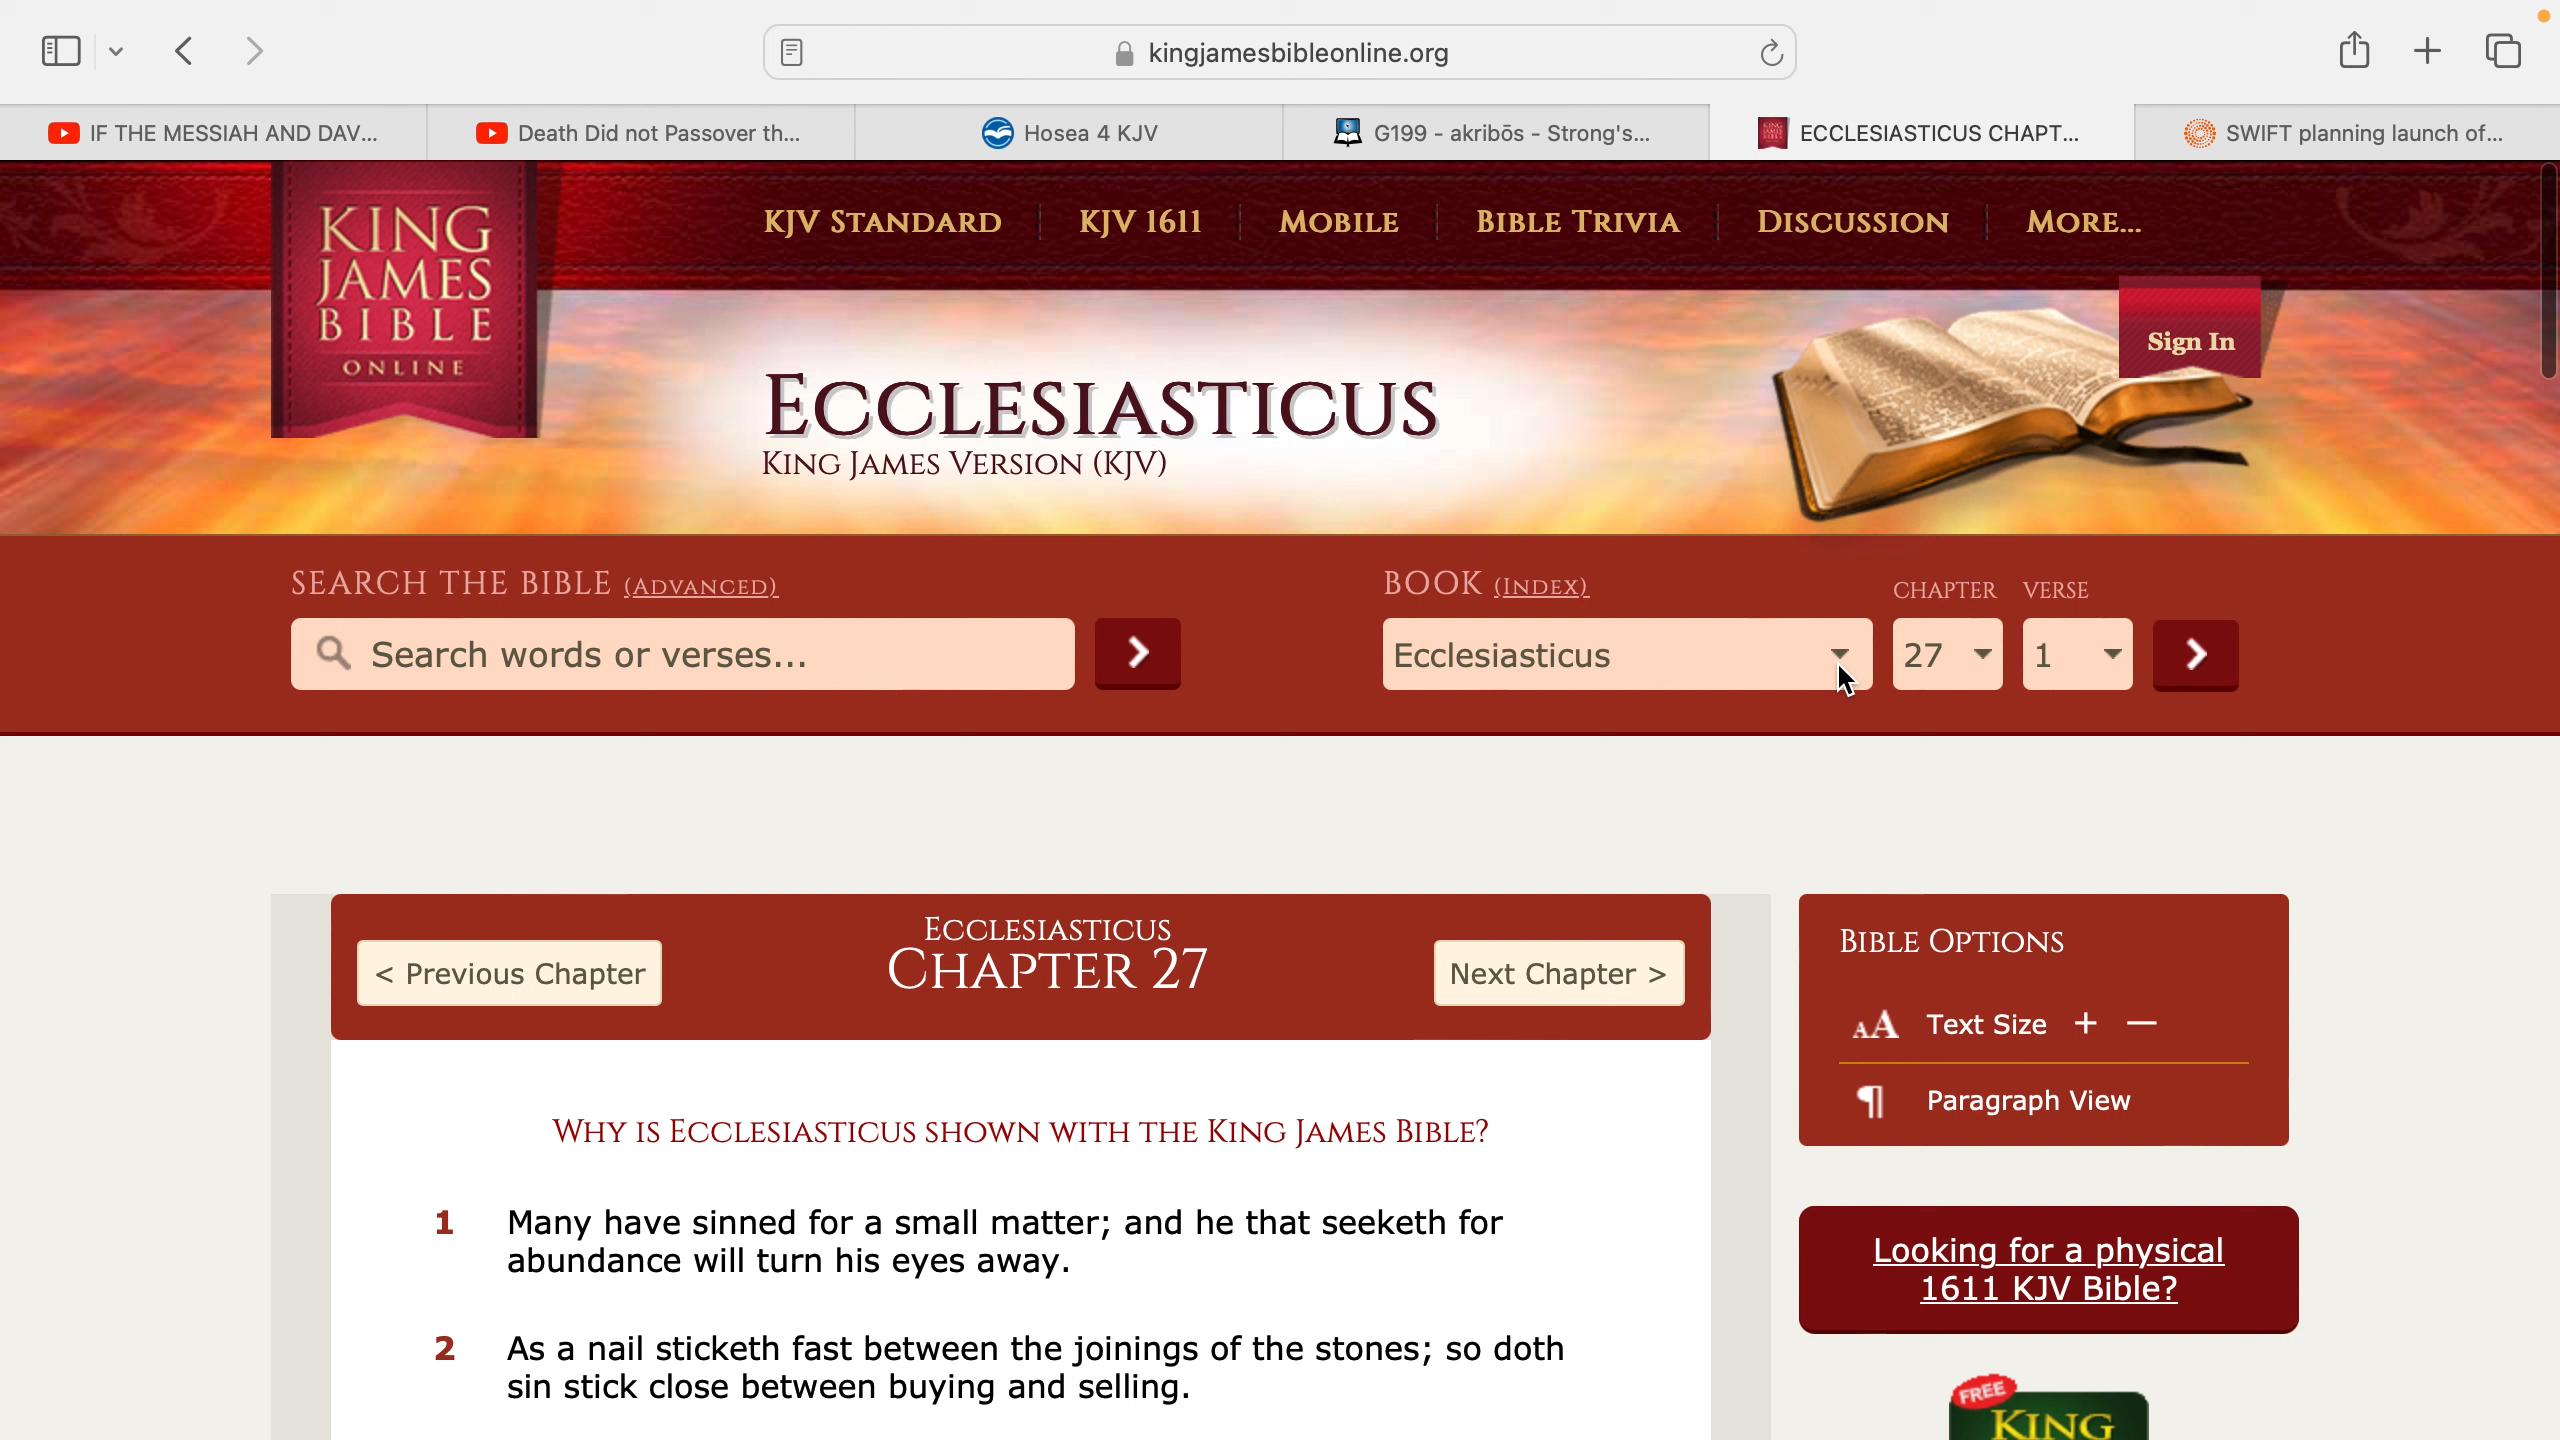 kingjamesbibleonline.org
IF THE MESSIAH AND DAV...
Death Did not Passover th...
Hosea 4 KJV
G199 - akribōs - Strong's...
ECCLESIASTICUS CHAPT...
SWIFT planning launch of...
KING
JAMES
BIBLE
ONLINE
KJV STANDARD
KJV 1611
MOBILE
BIBLE TRIVIA
DISCUSSION
MORE...
Sign In
ECCLESIASTICUS
KING JAMES VERSION (KJV)
SEARCH THE BIBLE (ADVANCED)
Search words or verses...
BOOK (INDEX)
CHAPTER
VERSE
Ecclesiasticus
27
1
< Previous Chapter
ECCLESIASTICUS
CHAPTER 27
Next Chapter >
WHY IS ECCLESIASTICUS SHOWN WITH THE KING JAMES BIBLE?
1 Many have sinned for a small matter; and he that seeketh for
abundance will turn his eyes away.
2 As a nail sticketh fast between the joinings of the stones; so doth
sin stick close between buying and selling.
BIBLE OPTIONS
AA Text Size + —
¶ Paragraph View
Looking for a physical
1611 KJV Bible?
FREE
KING